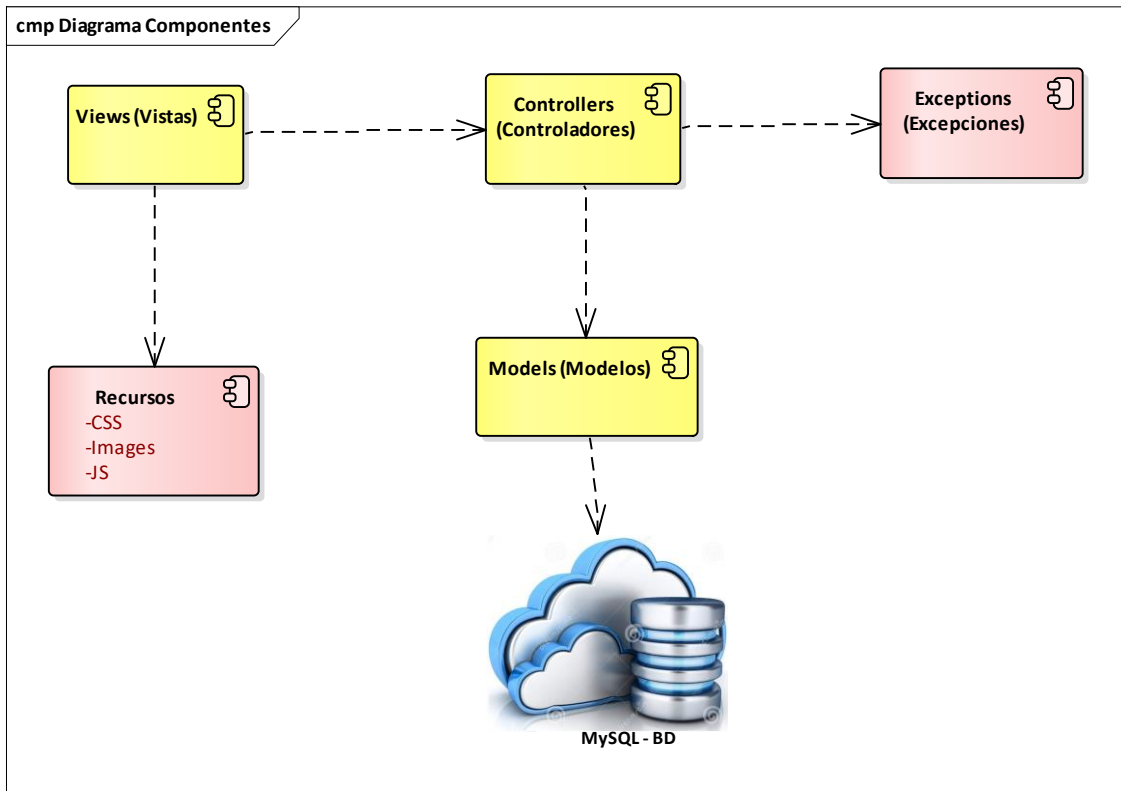 cmp Diagrama Componentes
Views (Vistas)
Controllers
(Controladores)
Exceptions
(Excepciones)
Recursos
-CSS
-Images
-JS
Models (Modelos)
MySQL - BD